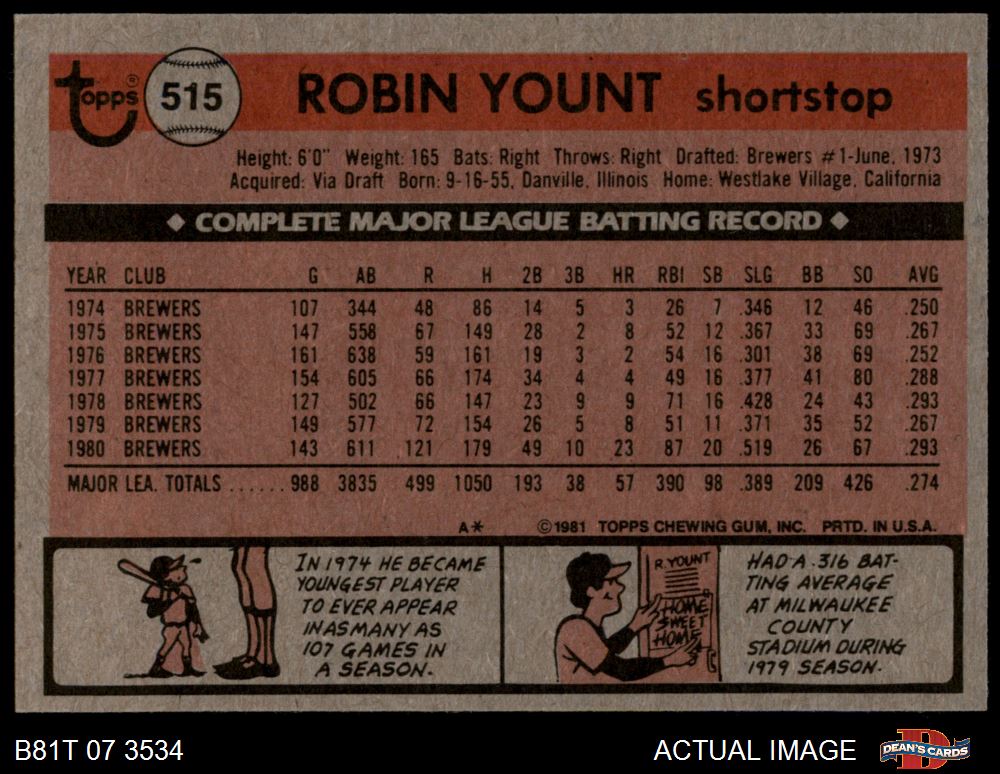 Topps® 515 ROBIN YOUNT shortstop
Height: 6'0" Weight: 165 Bats: Right Throws: Right Drafted: Brewers #1-June, 1973
Acquired: Via Draft Born: 9-16-55, Danville, Illinois Home: Westlake Village, California
◆ COMPLETE MAJOR LEAGUE BATTING RECORD ◆
YEAR CLUB G AB R H 2B 3B HR RBI SB SLG BB SO AVG
1974 BREWERS 107 344 48 86 14 5 3 26 7 .346 12 46 .250
1975 BREWERS 147 558 67 149 28 2 8 52 12 .367 33 69 .267
1976 BREWERS 161 638 59 161 19 3 2 54 16 .301 38 69 .252
1977 BREWERS 154 605 66 174 34 4 4 49 16 .377 41 80 .288
1978 BREWERS 127 502 66 147 23 9 9 71 16 .428 24 43 .293
1979 BREWERS 149 577 72 154 26 5 8 51 11 .371 35 52 .267
1980 BREWERS 143 611 121 179 49 10 23 87 20 .519 26 67 .293
MAJOR LEA. TOTALS ...... 988 3835 499 1050 193 38 57 390 98 .389 209 426 .274
A* ©1981 TOPPS CHEWING GUM, INC. PRTD. IN U.S.A.
IN 1974 HE BECAME
YOUNGEST PLAYER
TO EVER APPEAR
IN AS MANY AS
107 GAMES IN
A SEASON.
R. YOUNT
HOME
SWEET
HOME
HAD A .316 BAT-
TING AVERAGE
AT MILWAUKEE
COUNTY
STADIUM DURING
1979 SEASON.
B81T 07 3534 ACTUAL IMAGE DEAN'S CARDS